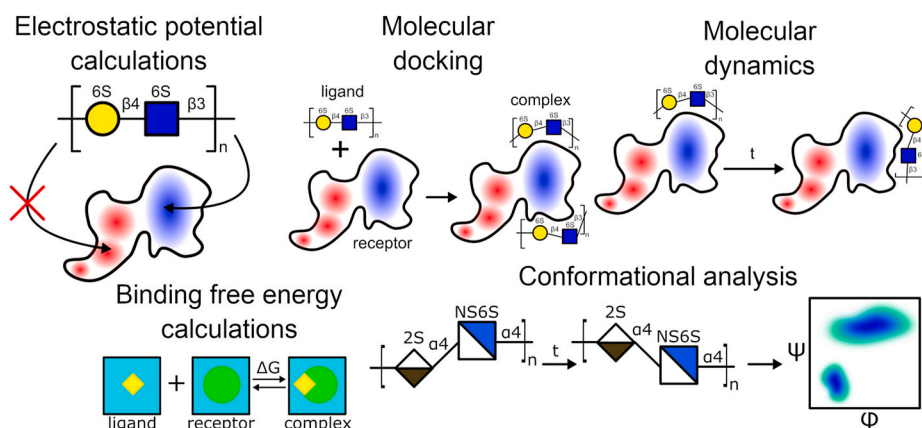 Electrostatic potential
calculations
6S
6S
β4
β3
n
Molecular
docking
ligand
6S
6S
β4
β3
n
+
receptor
complex
6S
6S
β4
β3
n
6S
6S
β4
β3
n
Molecular
dynamics
6S
6S
β4
β3
n
t
β4
6
β3
Binding free energy
calculations
+
ΔG
ligand
receptor
complex
Conformational analysis
2S
α4
NS6S
α4
n
t
2S
α4
NS6S
α4
n
Ψ
Φ